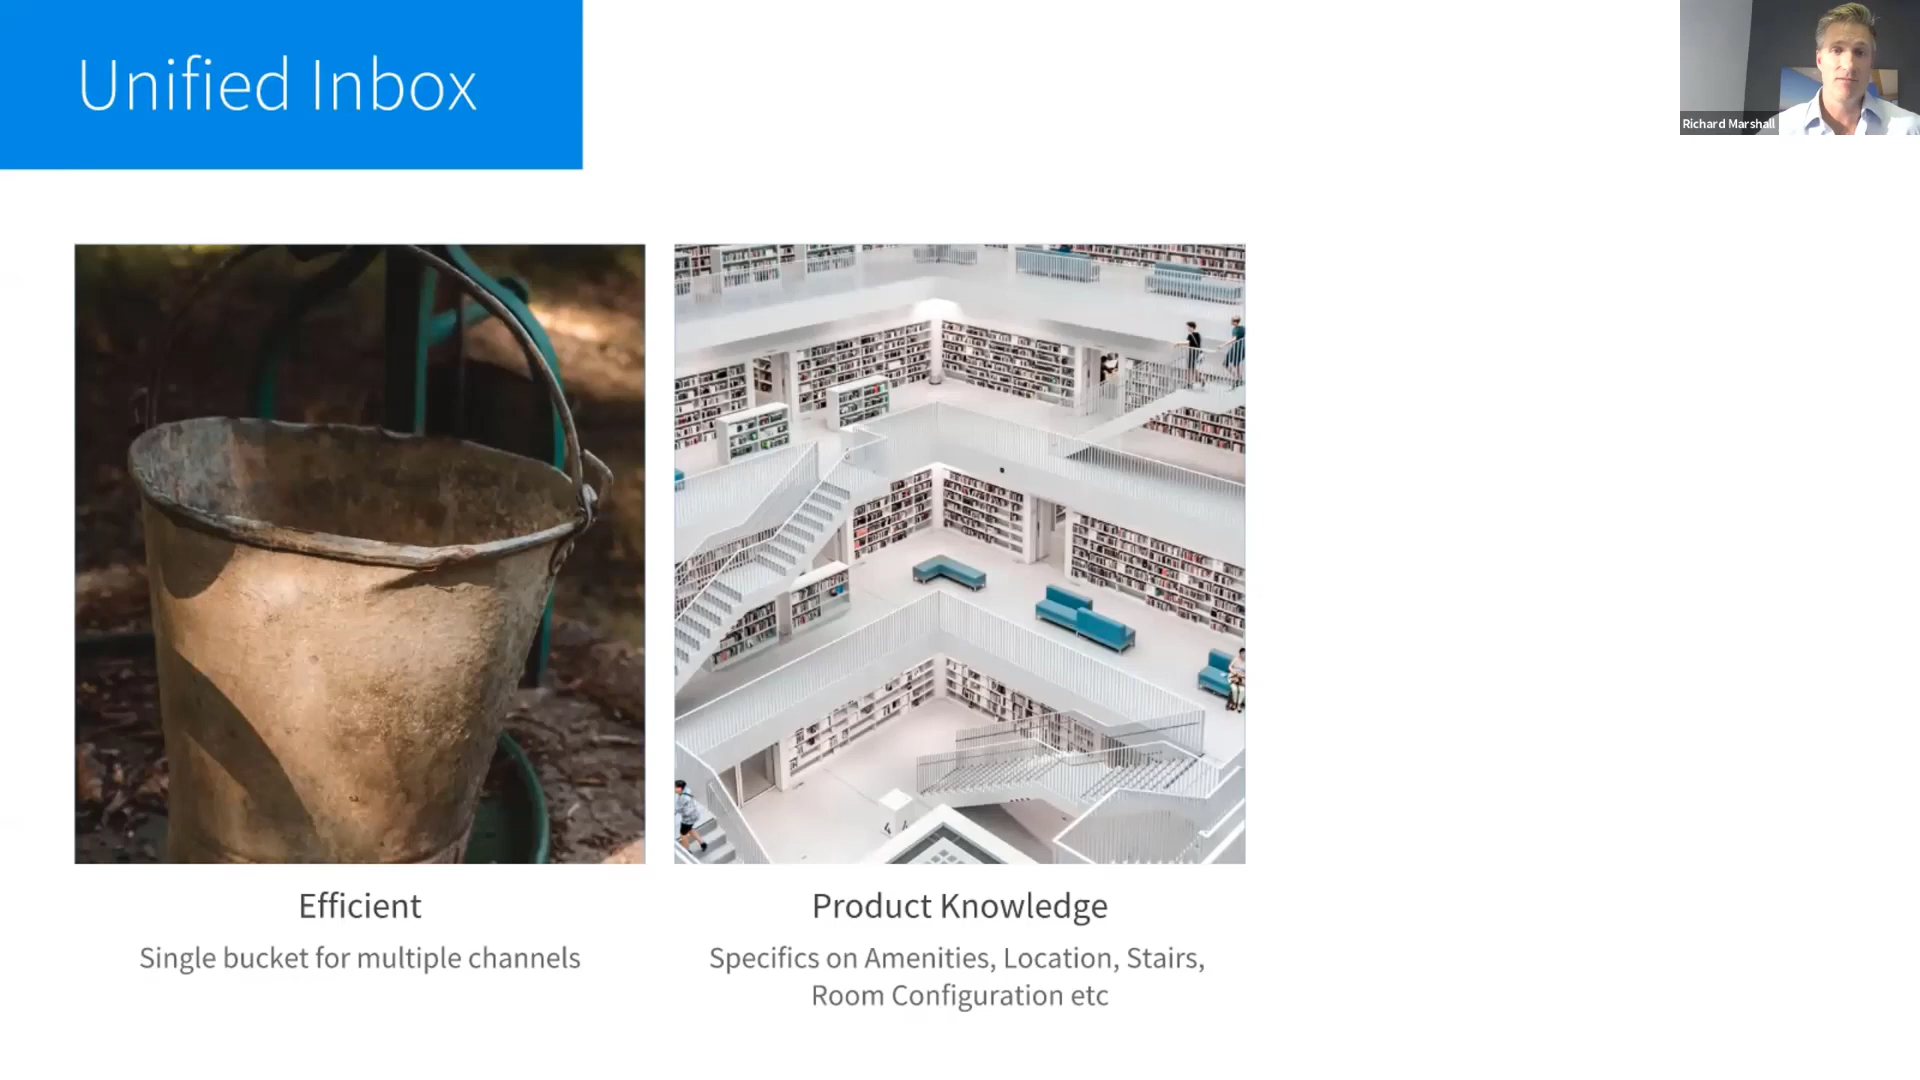 Unified Inbox
Richard Marshall
Efficient
Single bucket for multiple channels
Product Knowledge
Specifics on Amenities, Location, Stairs,
Room Configuration etc